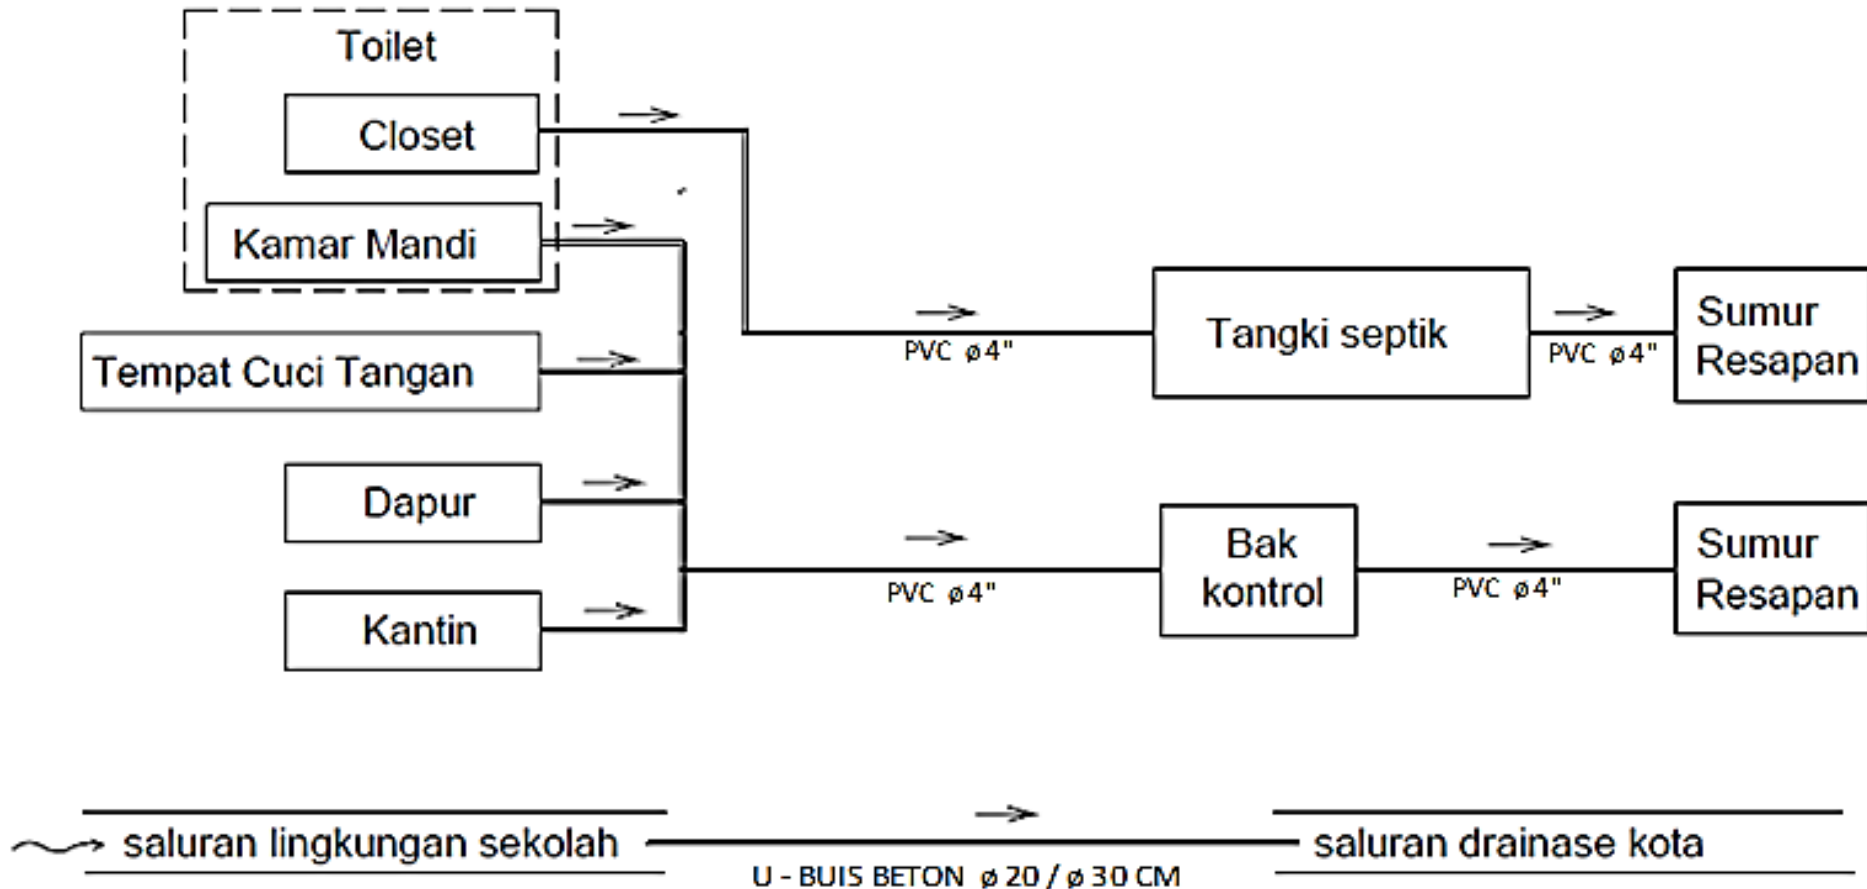 Toilet
Closet
Kamar Mandi
Tempat Cuci Tangan
Dapur
Kantin
PVC ø4"
Tangki septik
PVC ø4"
Sumur
Resapan
PVC ø4"
Bak
kontrol
PVC ø4"
Sumur
Resapan
saluran lingkungan sekolah
U - BUIS BETON ø 20 / ø 30 CM
saluran drainase kota